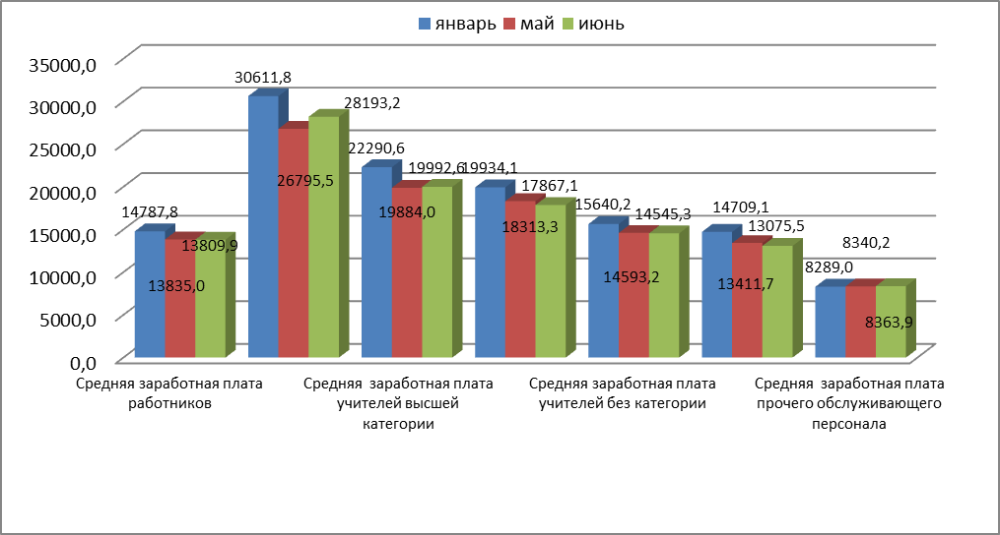 январь май июнь
35000,0
30000,0
25000,0
20000,0
15000,0
10000,0
5000,0
0,0
14787,8
13835,0
13809,9
30611,8
26795,5
28193,2
22290,6
19884,0
19992,6
19934,1
18313,3
17867,1
15640,2
14593,2
14545,3
14709,1
13411,7
13075,5
8289,0
8340,2
8363,9
Средняя заработная плата
работников
Средняя заработная плата
учителей высшей
категории
Средняя заработная плата
учителей без категории
Средняя заработная плата
прочего обслуживающего
персонала